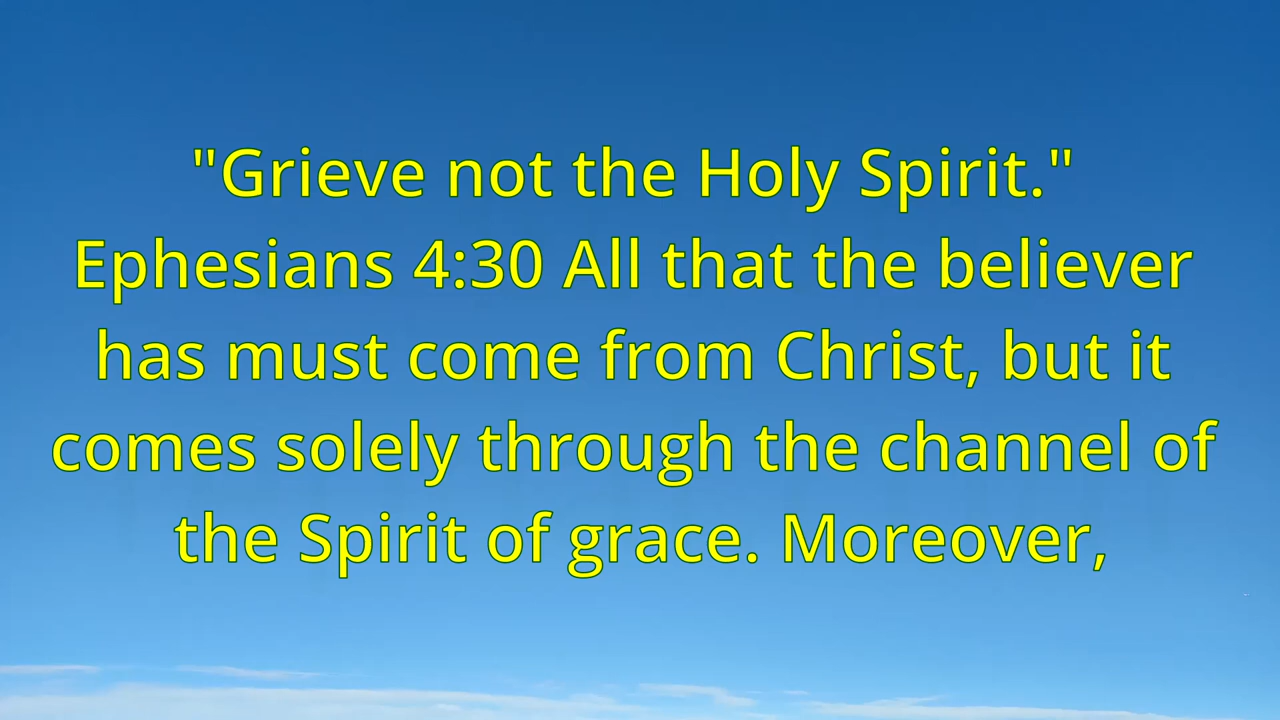 "Grieve not the Holy Spirit."
Ephesians 4:30 All that the believer
has must come from Christ, but it
comes solely through the channel of
the Spirit of grace. Moreover,